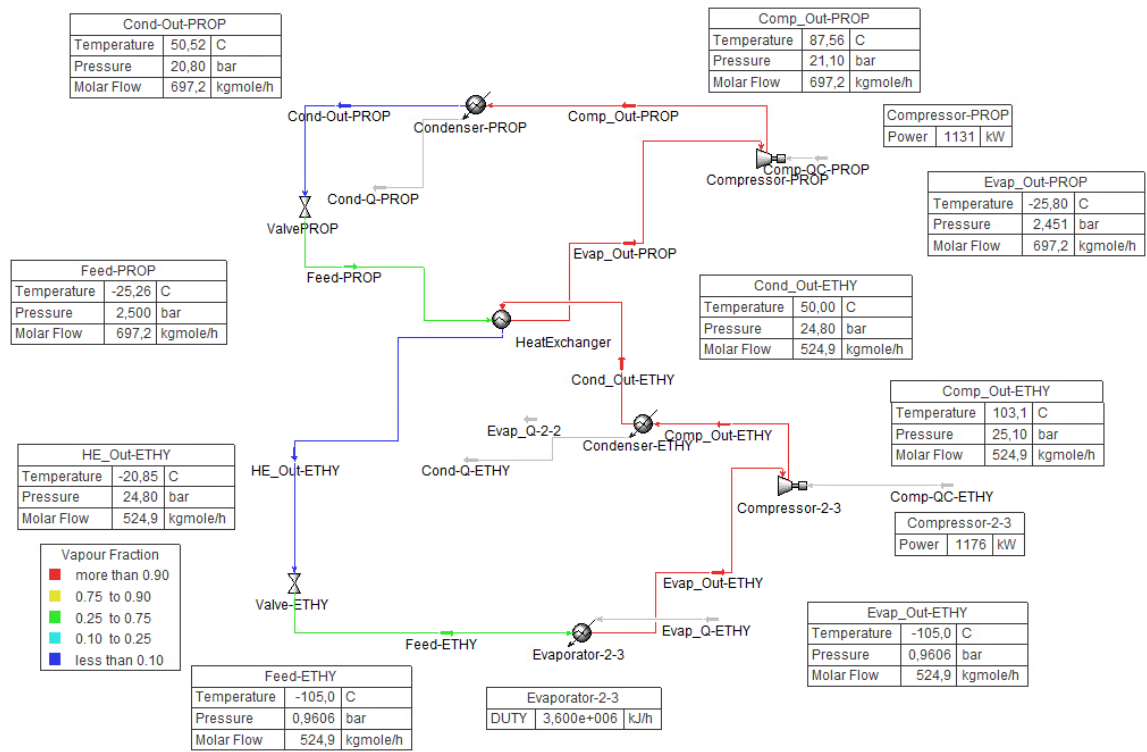 Cond-Out-PROP
Temperature 50,52 C
Pressure 20,80 bar
Molar Flow 697,2 kgmole/h
Comp_Out-PROP
Temperature 87,56 C
Pressure 21,10 bar
Molar Flow 697,2 kgmole/h
Cond-Out-PROP
Condenser-PROP
Comp_Out-PROP
Compressor-PROP
Power 1131 kW
Comp-QC-PROP
Compressor-PROP
Cond-Q-PROP
Evap_Out-PROP
Temperature -25,80 C
Pressure 2,451 bar
Molar Flow 697,2 kgmole/h
ValvePROP
Evap_Out-PROP
Feed-PROP
Feed-PROP
Temperature -25,26 C
Pressure 2,500 bar
Molar Flow 697,2 kgmole/h
Cond_Out-ETHY
Temperature 50,00 C
Pressure 24,80 bar
Molar Flow 524,9 kgmole/h
HeatExchanger
Cond_Out-ETHY
Comp_Out-ETHY
Temperature 103,1 C
Pressure 25,10 bar
Molar Flow 524,9 kgmole/h
Evap_Q-2-2
Condenser-ETHY
Comp_Out-ETHY
HE_Out-ETHY
Temperature -20,85 C
Pressure 24,80 bar
Molar Flow 524,9 kgmole/h
HE_Out-ETHY
Cond-Q-ETHY
Comp-QC-ETHY
Compressor-2-3
Compressor-2-3
Power 1176 kW
Vapour Fraction
more than 0.90
0.75 to 0.90
0.25 to 0.75
0.10 to 0.25
less than 0.10
Valve-ETHY
Evap_Out-ETHY
Evap_Out-ETHY
Temperature -105,0 C
Pressure 0,9606 bar
Molar Flow 524,9 kgmole/h
Feed-ETHY
Evap_Q-ETHY
Evaporator-2-3
Feed-ETHY
Temperature -105,0 C
Pressure 0,9606 bar
Molar Flow 524,9 kgmole/h
Evaporator-2-3
DUTY 3,600e+006 kJ/h